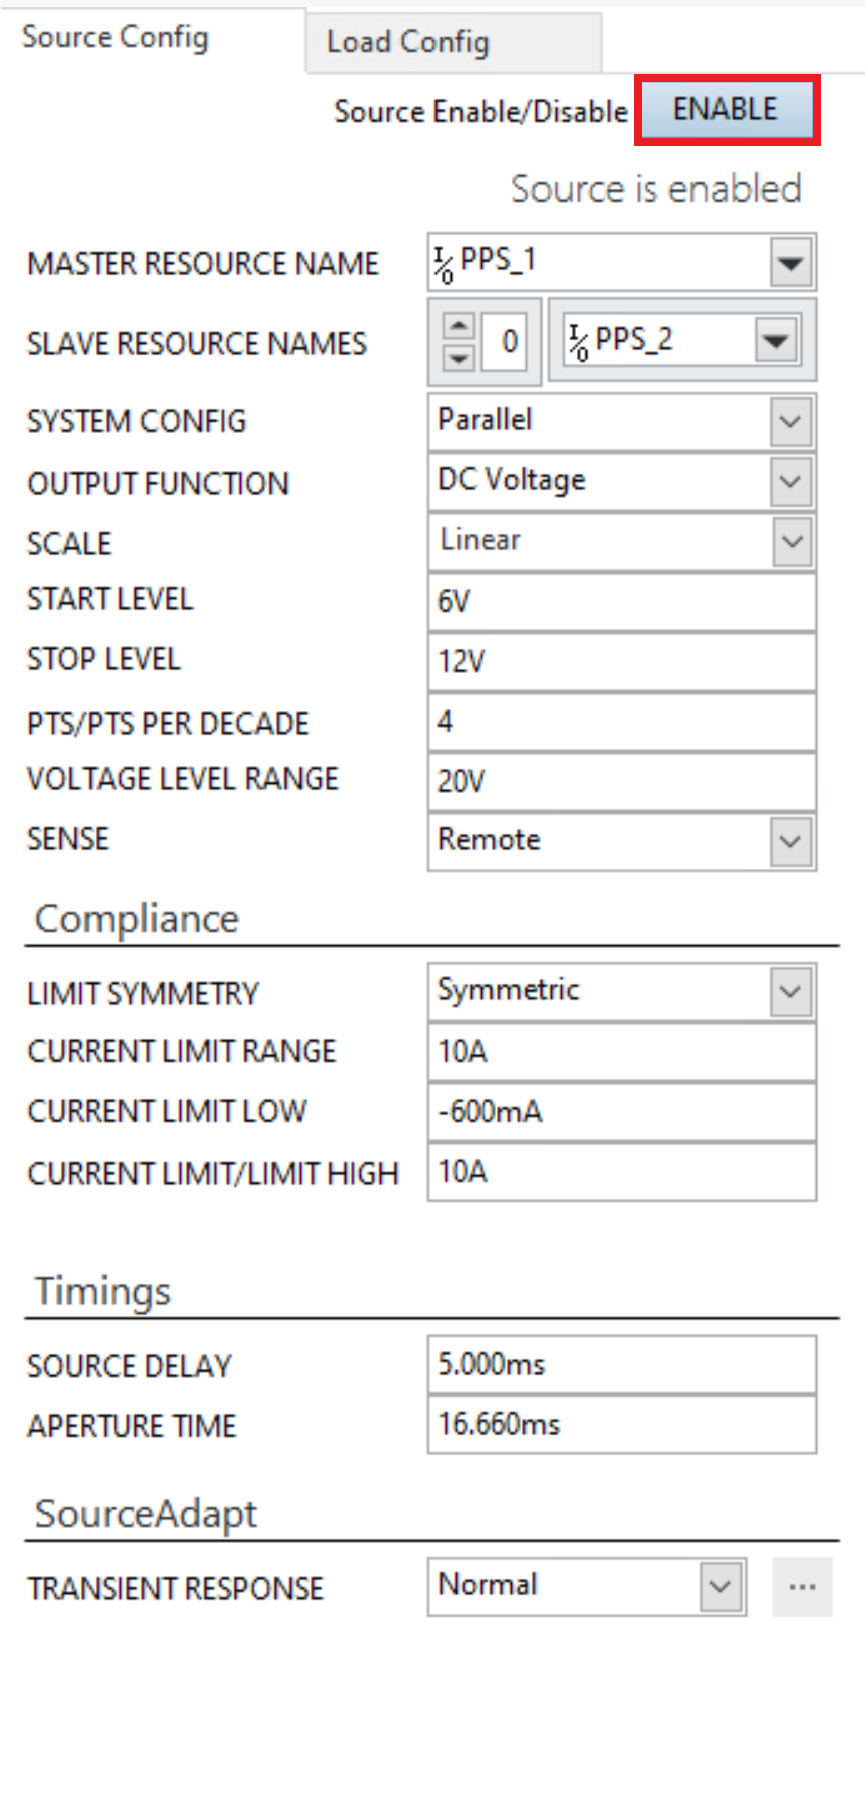 Source Config
Load Config
Source Enable/Disable ENABLE
Source is enabled
MASTER RESOURCE NAME I/O PPS_1
SLAVE RESOURCE NAMES 0 I/O PPS_2
SYSTEM CONFIG Parallel
OUTPUT FUNCTION DC Voltage
SCALE Linear
START LEVEL 6V
STOP LEVEL 12V
PTS/PTS PER DECADE 4
VOLTAGE LEVEL RANGE 20V
SENSE Remote
Compliance
LIMIT SYMMETRY Symmetric
CURRENT LIMIT RANGE 10A
CURRENT LIMIT LOW -600mA
CURRENT LIMIT/LIMIT HIGH 10A
Timings
SOURCE DELAY 5.000ms
APERTURE TIME 16.660ms
SourceAdapt
TRANSIENT RESPONSE Normal ...